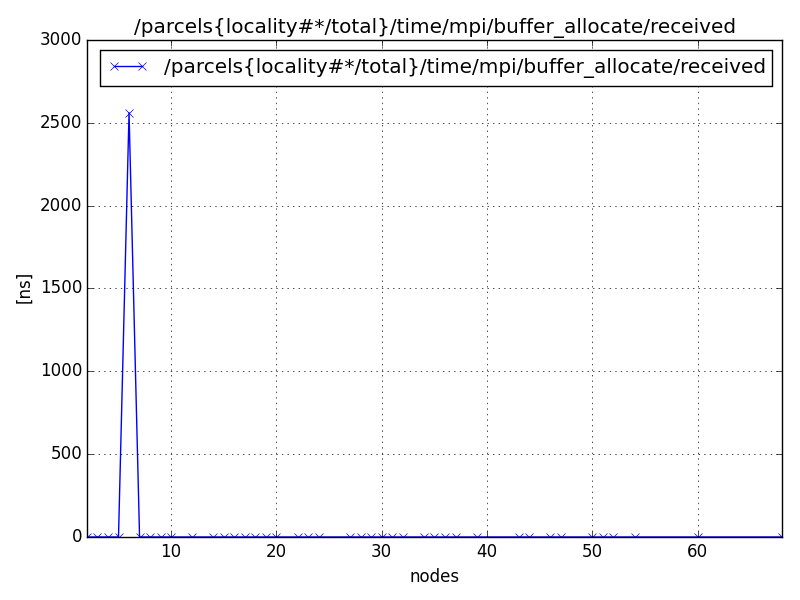 /parcels{locality#*/total}/time/mpi/buffer_allocate/received
/parcels{locality#*/total}/time/mpi/buffer_allocate/received
3000
2500
2000
1500
1000
500
0
[ns]
10 20 30 40 50 60
nodes